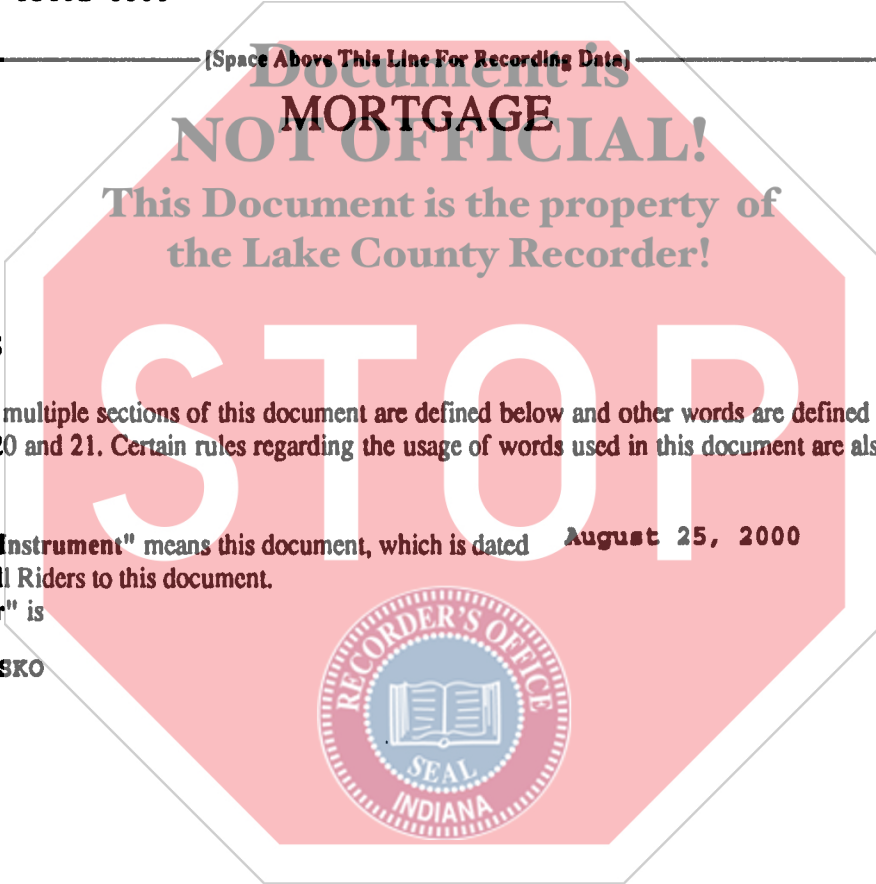 [Space Above This Line For Recording Data]
Document is
MORTGAGE
NOT OFFICIAL!
This Document is the property of
the Lake County Recorder!
STOP
multiple sections of this document are defined below and other words are defined
20 and 21. Certain rules regarding the usage of words used in this document are als
Instrument" means this document, which is dated August 25, 2000
ll Riders to this document.
r" is
SKO
RECORDER'S OFFICE
SEAL
INDIANA